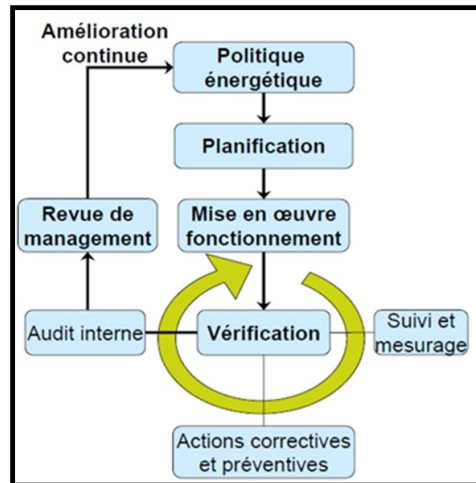 Amélioration
continue
Politique
énergétique
Planification
Revue de
management
Mise en œuvre
fonctionnement
Audit interne
Vérification
Suivi et
mesurage
Actions correctives
et préventives